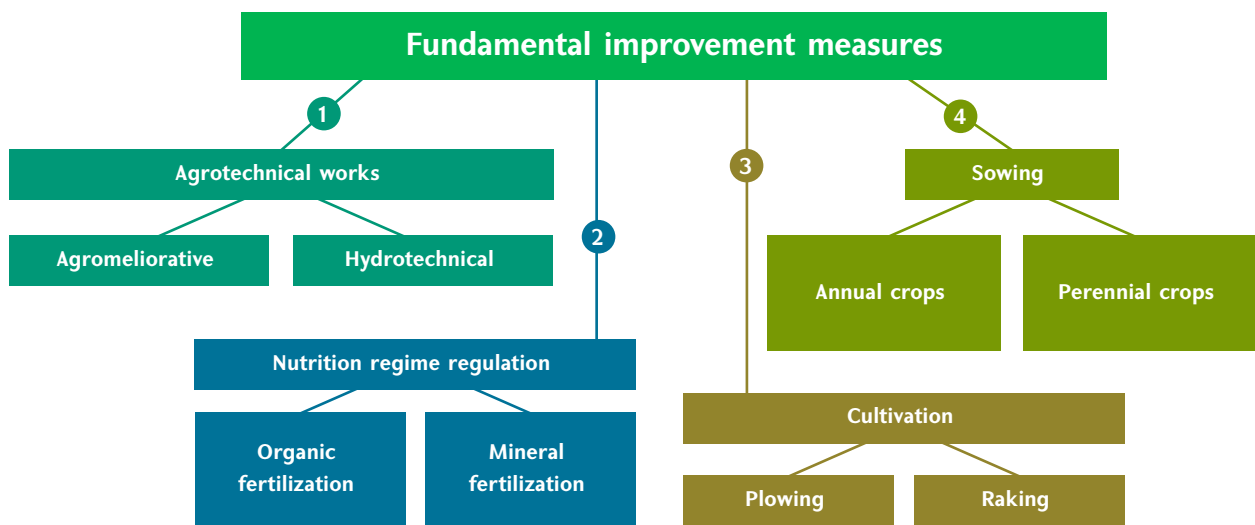 Fundamental improvement measures
1
Agrotechnical works
Agromeliorative
Hydrotechnical
2
Nutrition regime regulation
Organic
fertilization
Mineral
fertilization
3
Cultivation
Plowing
Raking
4
Sowing
Annual crops
Perennial crops